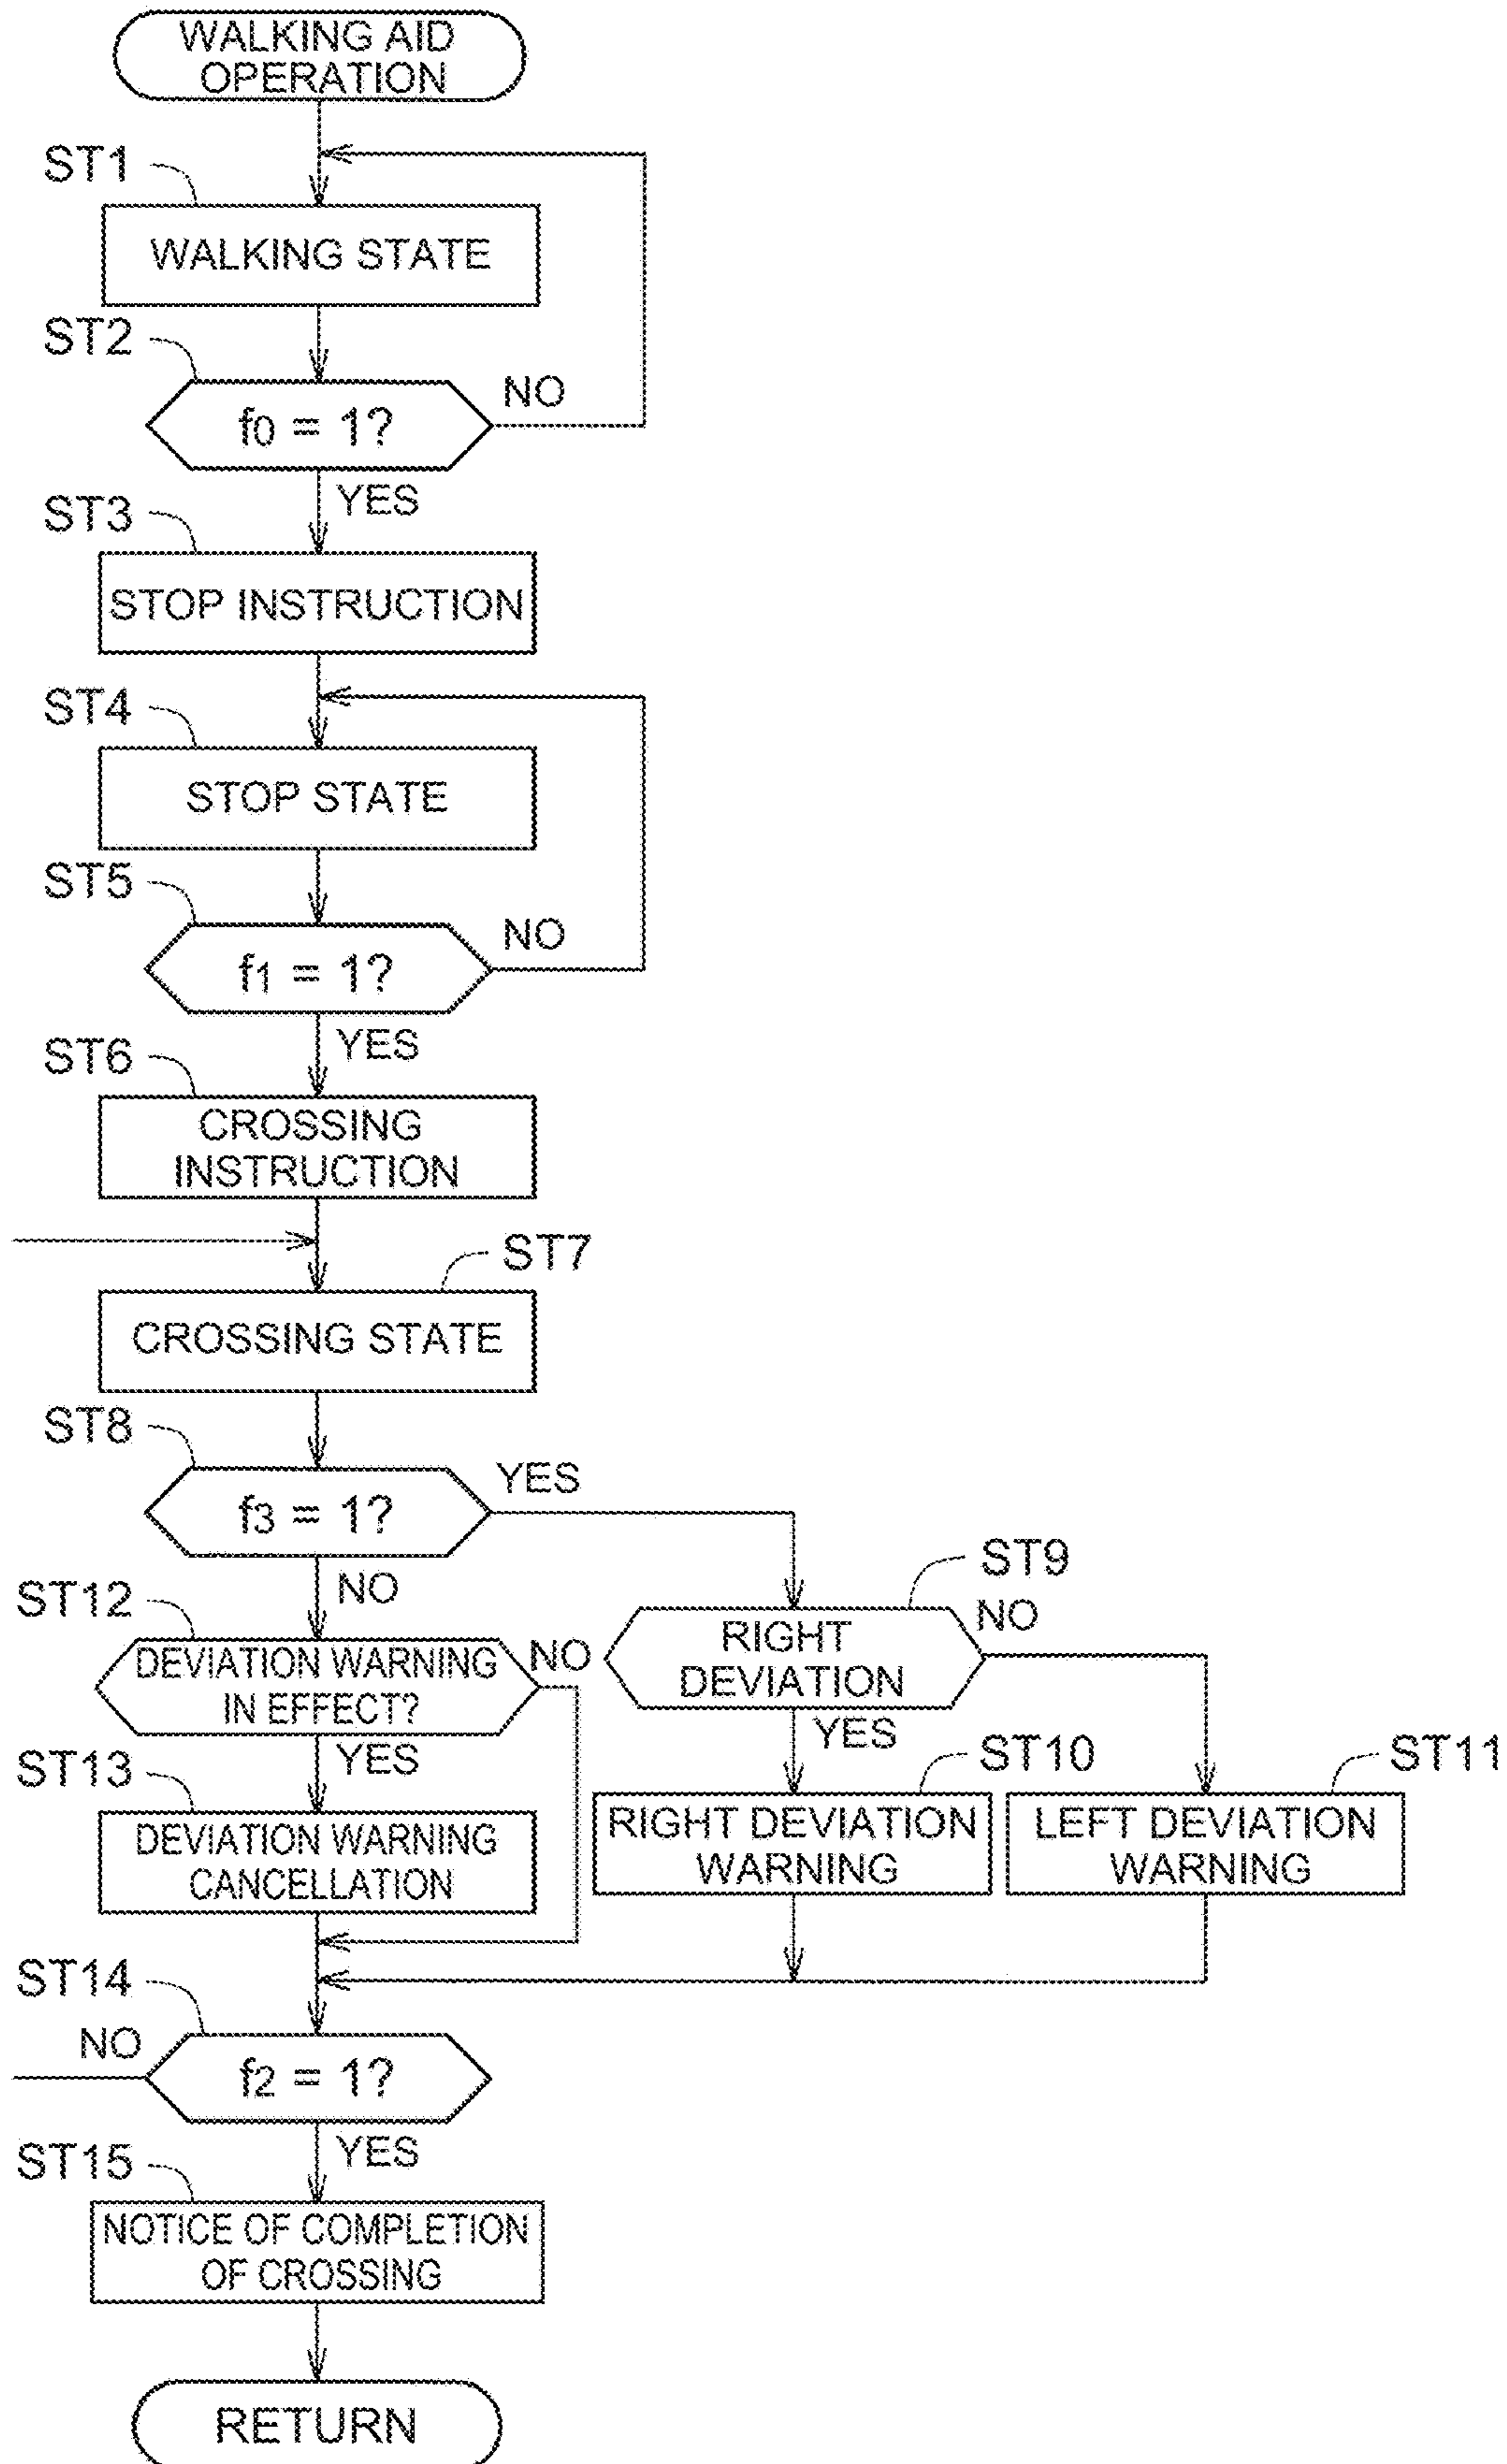 WALKING AID
OPERATION
ST1
WALKING STATE
ST2
f0 = 1?
NO
YES
ST3
STOP INSTRUCTION
ST4
STOP STATE
ST5
f1 = 1?
NO
YES
ST6
CROSSING
INSTRUCTION
ST7
CROSSING STATE
ST8
f3 = 1?
YES
NO
ST9
RIGHT
DEVIATION
NO
YES
ST12
DEVIATION WARNING
IN EFFECT?
NO
YES
ST10
RIGHT DEVIATION
WARNING
ST11
LEFT DEVIATION
WARNING
ST13
DEVIATION WARNING
CANCELLATION
ST14
NO
f2 = 1?
YES
ST15
NOTICE OF COMPLETION
OF CROSSING
RETURN